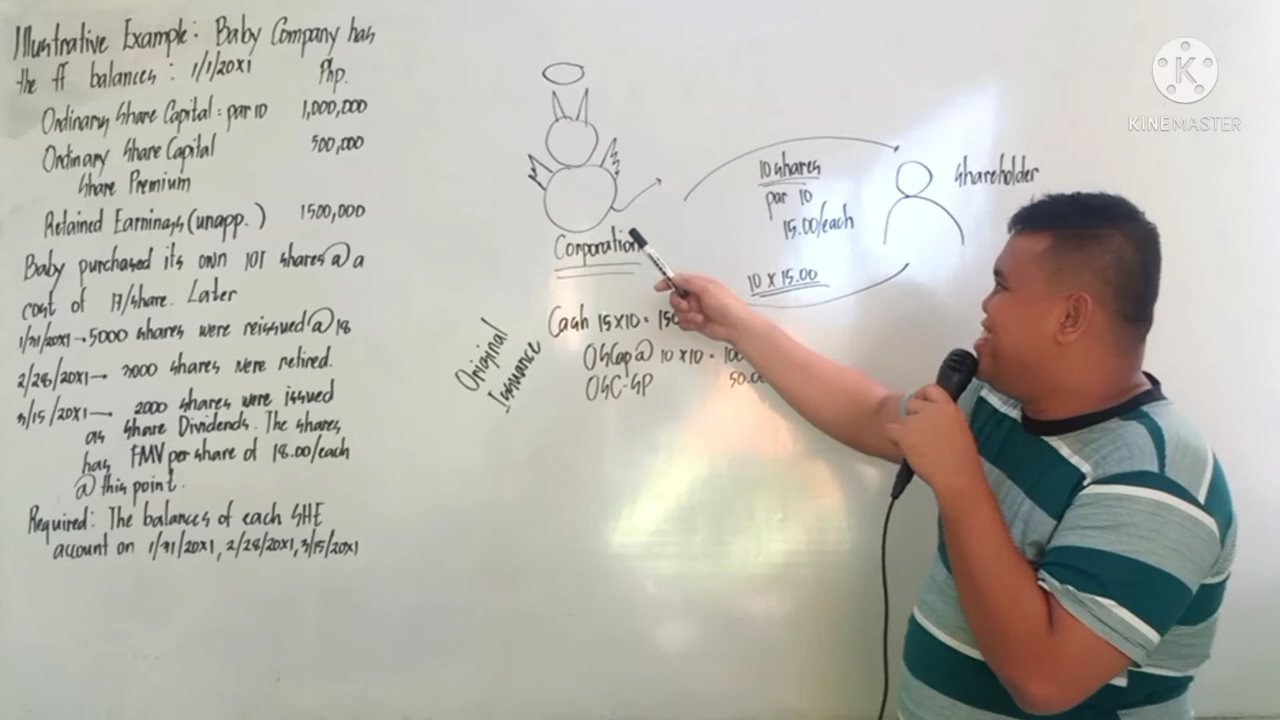 Illustrative Example: Baby Company has
the ff balances: 1/1/20X1 Php.
Ordinary Share Capital = par 10 1,000,000
Ordinary Share Capital 500,000
Share Premium
Retained Earnings (unapp.) 1500,000
Baby purchased its own 10T shares @ a
cost of 17/share. Later
1/31/20X1 → 5000 shares were reissued @ 18
2/28/20X1 — 3000 shares were retired.
3/15/20X1 — 2000 shares were issued
as share Dividends. The shares
has FMV per share of 18.00/each
@ this point.
Required: The balances of each SHE
account on 1/31/20X1, 2/28/20X1, 3/15/20X1
Corporation
10 shares
par 10
15.00/each
Shareholder
10 x 15.00
Original
Issuance
Cash 15x10 =
OSCap @ 10 x 10 =
OSC-SP
KINEMASTER